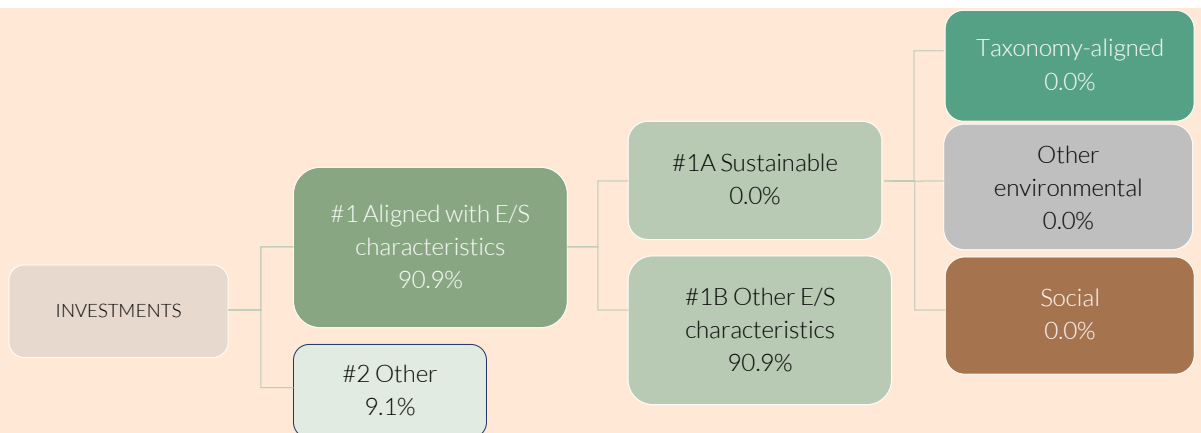 INVESTMENTS
#1 Aligned with E/S
characteristics
90.9%
#2 Other
9.1%
#1A Sustainable
0.0%
#1B Other E/S
characteristics
90.9%
Taxonomy-aligned
0.0%
Other
environmental
0.0%
Social
0.0%